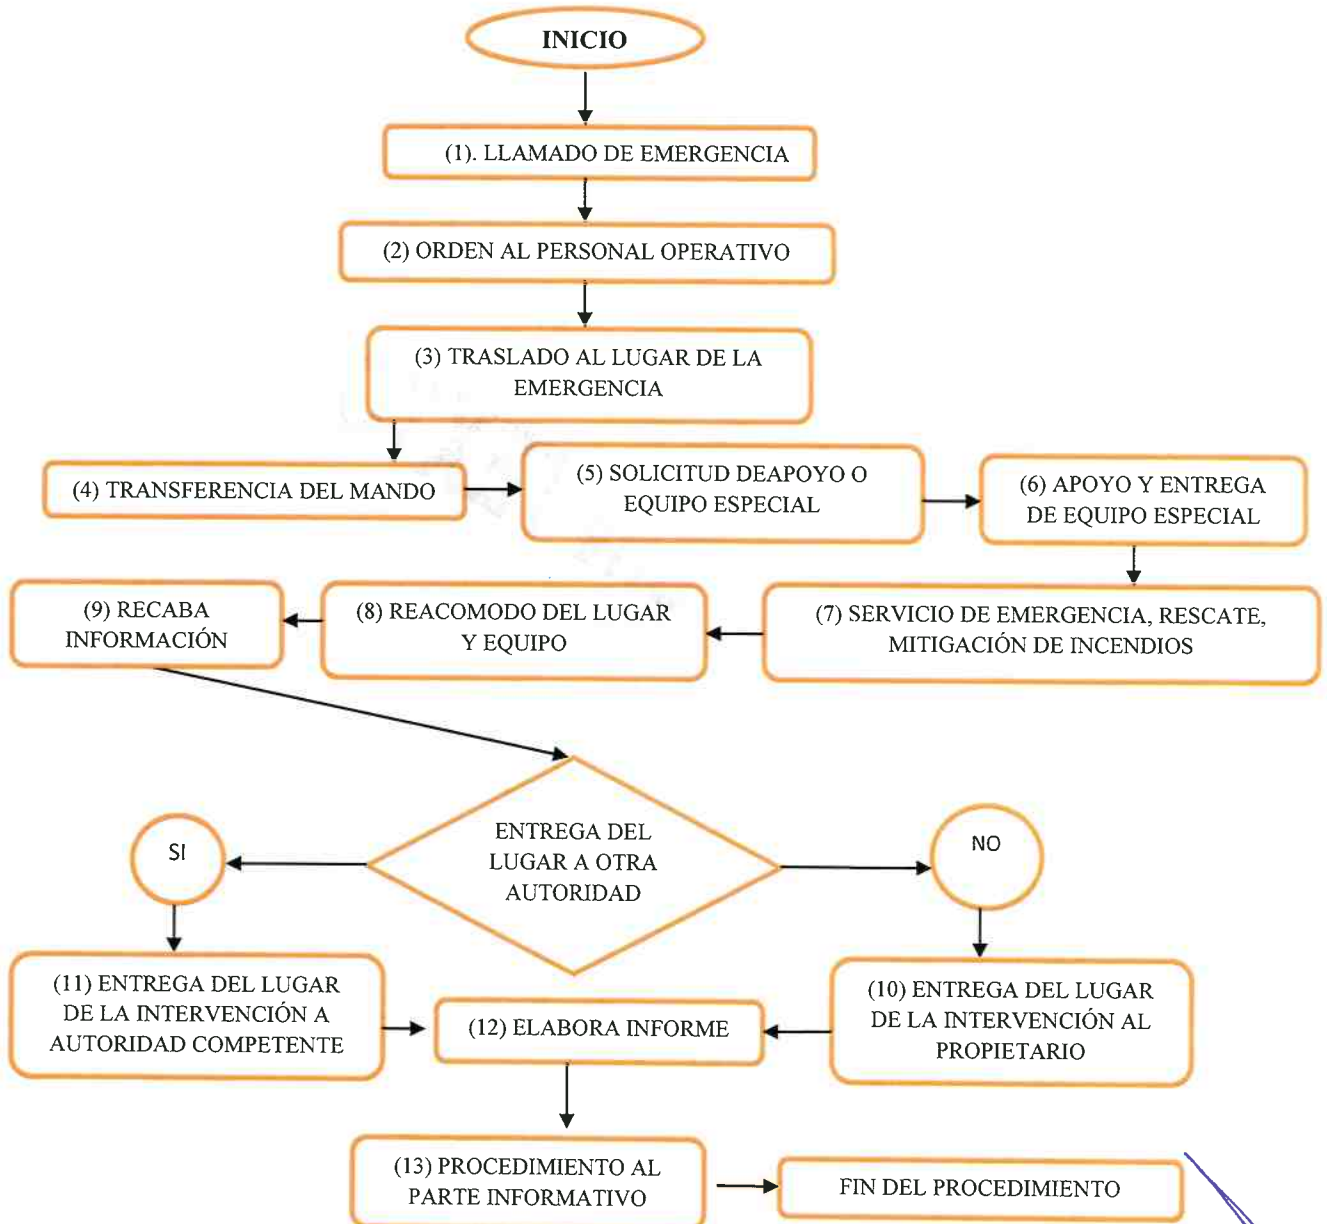 INICIO
(1). LLAMADO DE EMERGENCIA
(2) ORDEN AL PERSONAL OPERATIVO
(3) TRASLADO AL LUGAR DE LA
EMERGENCIA
(4) TRANSFERENCIA DEL MANDO
(5) SOLICITUD DEAPOYO O
EQUIPO ESPECIAL
(6) APOYO Y ENTREGA
DE EQUIPO ESPECIAL
(7) SERVICIO DE EMERGENCIA, RESCATE,
MITIGACIÓN DE INCENDIOS
(8) REACOMODO DEL LUGAR
Y EQUIPO
(9) RECABA
INFORMACIÓN
ENTREGA DEL
LUGAR A OTRA
AUTORIDAD
SI
NO
(11) ENTREGA DEL LUGAR
DE LA INTERVENCIÓN A
AUTORIDAD COMPETENTE
(10) ENTREGA DEL LUGAR
DE LA INTERVENCIÓN AL
PROPIETARIO
(12) ELABORA INFORME
(13) PROCEDIMIENTO AL
PARTE INFORMATIVO
FIN DEL PROCEDIMIENTO